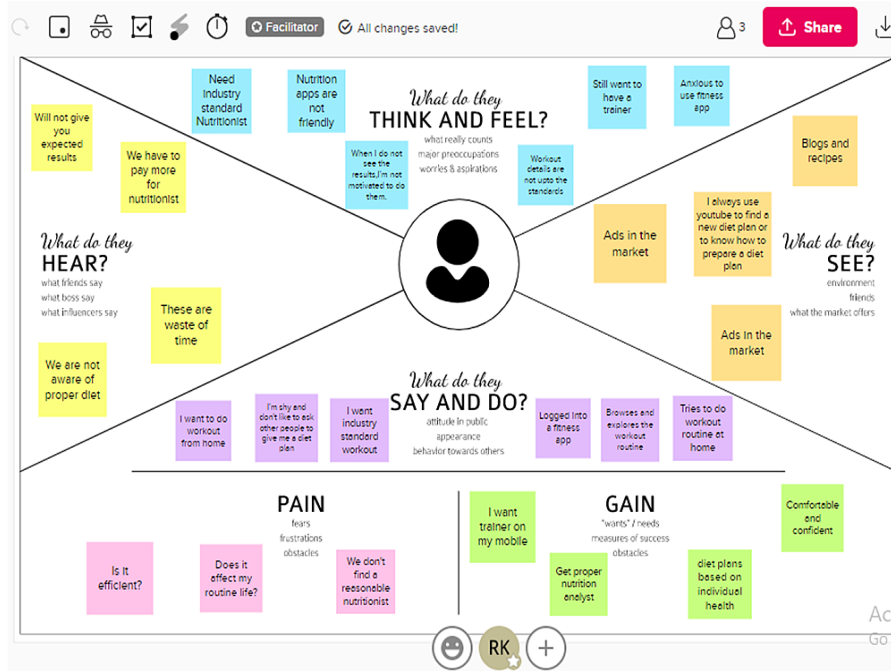 Facilitator
All changes saved!
3
Share
Need
industry
standard
Nutritionist
Nutrition
apps are
not
friendly
What do they
THINK AND FEEL?
what really counts
major preoccupations
worries & aspirations
When I do not
see the
results,I'm not
motivated to do
them.
Workout
details are
not upto the
standards
Still want to
have a
trainer
Anxious to
use fitness
app
Will not give
you
expected
results
We have to
pay more
for
nutritionist
What do they
HEAR?
what friends say
what boss say
what influencers say
These are
waste of
time
We are not
aware of
proper diet
Blogs and
recipes
Ads in the
market
I always use
youtube to find a
new diet plan or
to know how to
prepare a diet
plan
What do they
SEE?
environment
friends
what the market offers
Ads in the
market
What do they
SAY AND DO?
attitude in public
appearance
behavior towards others
I want to do
workout
from home
I'm shy and
don't like to ask
other people to
give me a diet
plan
I want
industry
standard
workout
Logged into
a fitness
app
Browses and
explores the
workout
routine
Tries to do
workout
routine at
home
PAIN
fears
frustrations
obstacles
Is it
efficient?
Does it
affect my
routine life?
We don't
find a
reasonable
nutritionist
GAIN
"wants" / needs
measures of success
obstacles
I want
trainer on
my mobile
Get proper
nutrition
analyst
diet plans
based on
individual
health
Comfortable
and
confident
RK
Ac
Go